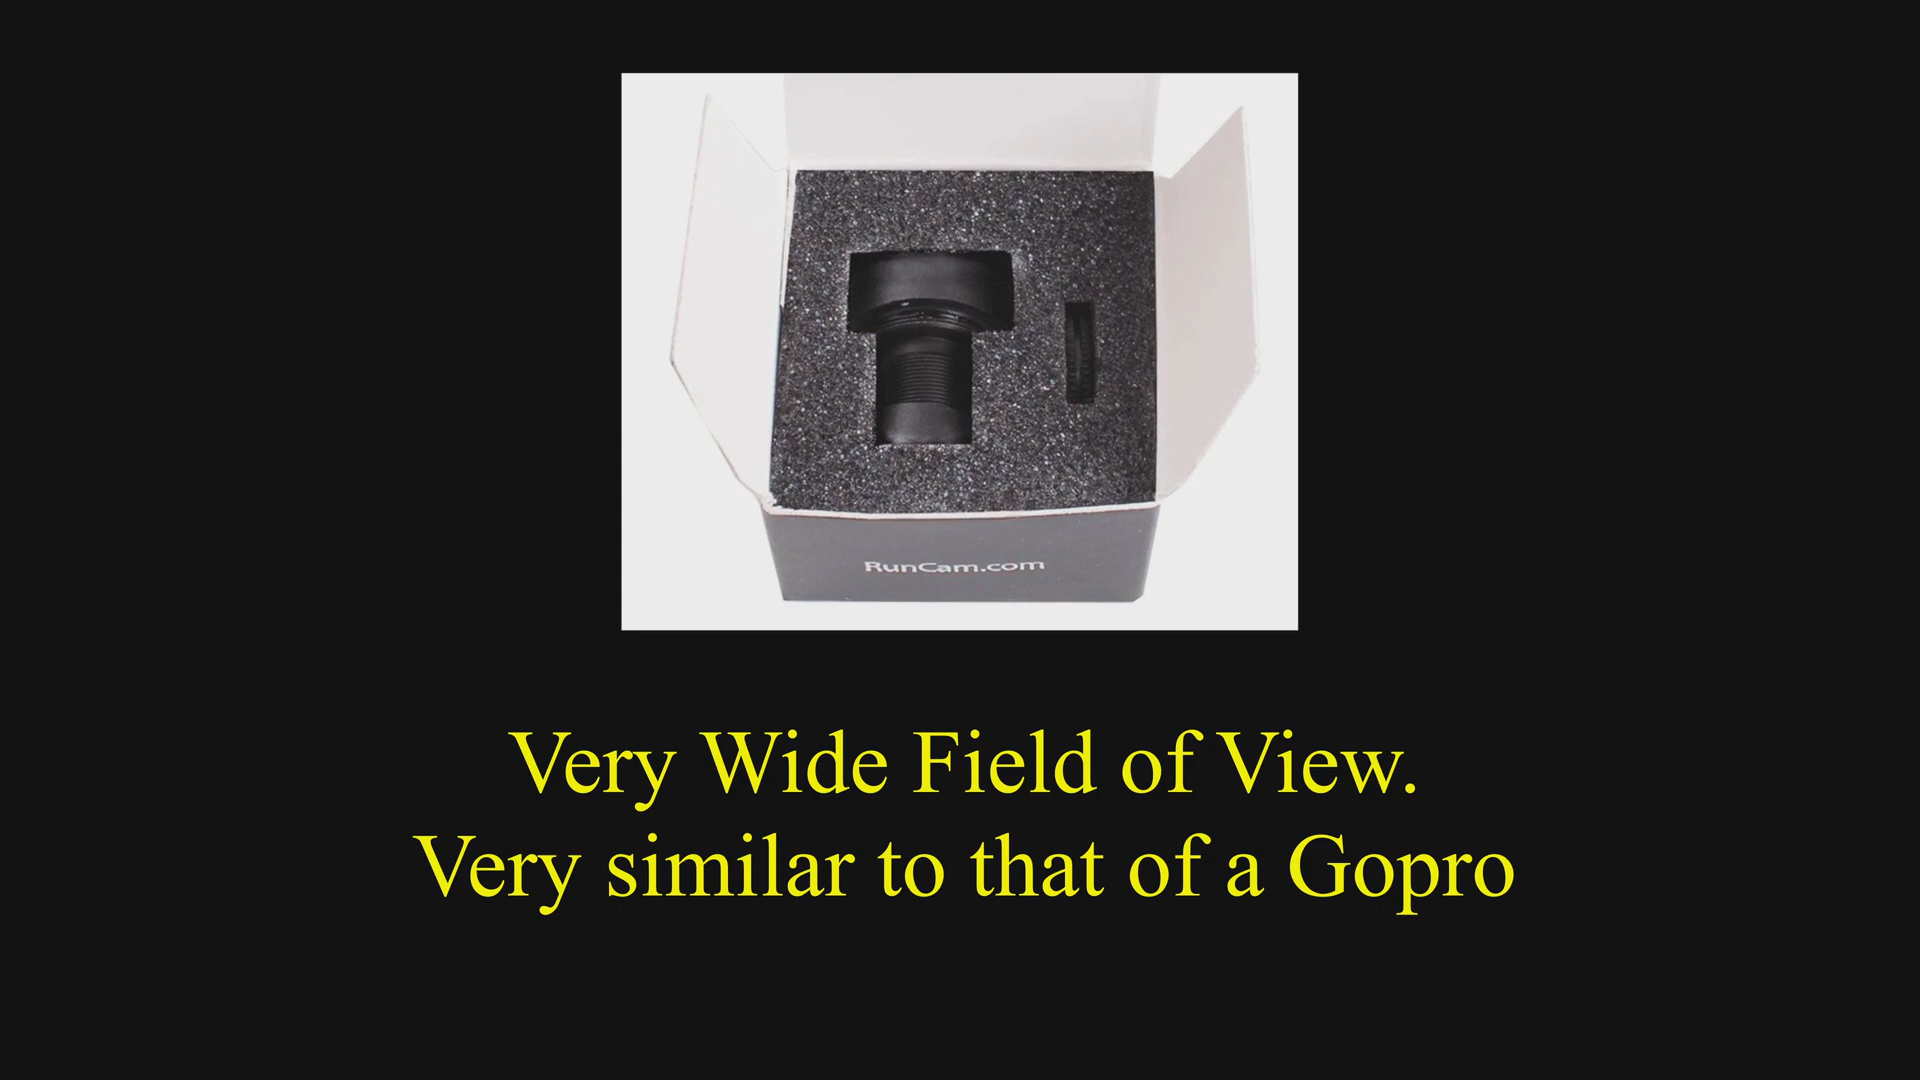 RunCam.com
Very Wide Field of View.
Very similar to that of a Gopro